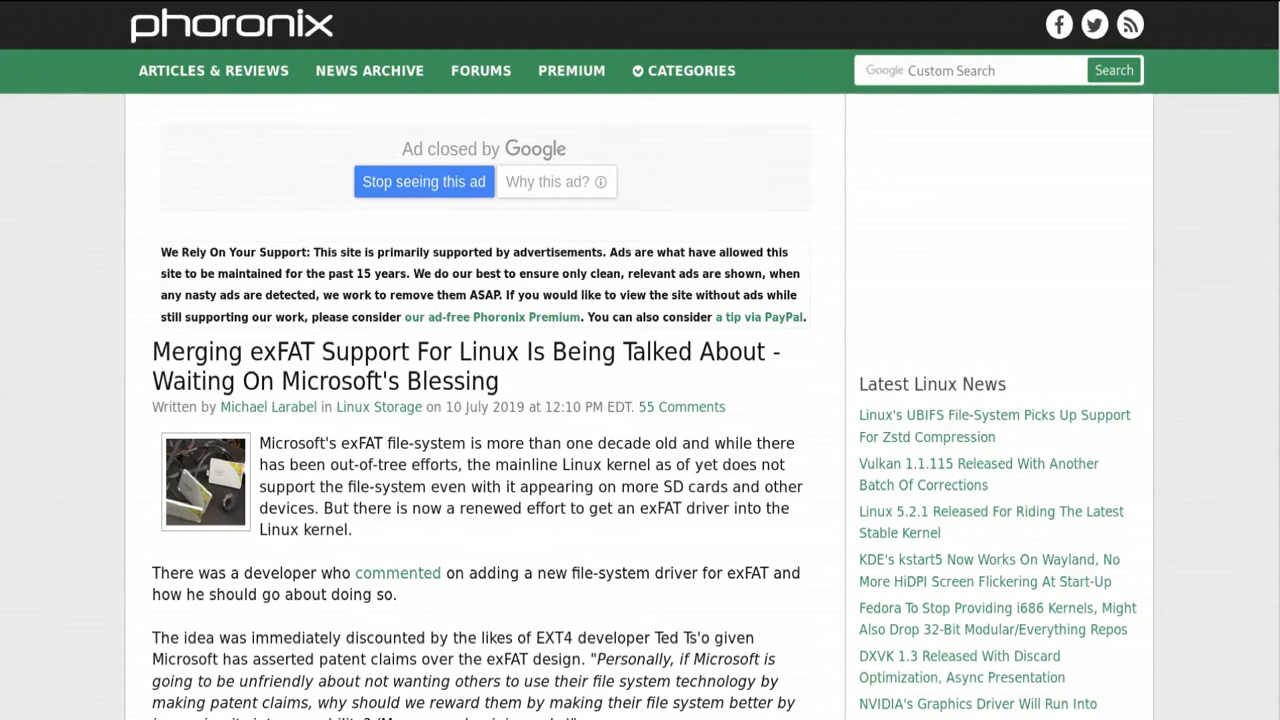 phoronix
ARTICLES & REVIEWS NEWS ARCHIVE FORUMS PREMIUM CATEGORIES
Google Custom Search Search
Ad closed by Google
Stop seeing this ad Why this ad?
We Rely On Your Support: This site is primarily supported by advertisements. Ads are what have allowed this
site to be maintained for the past 15 years. We do our best to ensure only clean, relevant ads are shown, when
any nasty ads are detected, we work to remove them ASAP. If you would like to view the site without ads while
still supporting our work, please consider our ad-free Phoronix Premium. You can also consider a tip via PayPal.
Merging exFAT Support For Linux Is Being Talked About -
Waiting On Microsoft's Blessing
Written by Michael Larabel in Linux Storage on 10 July 2019 at 12:10 PM EDT. 55 Comments
Microsoft's exFAT file-system is more than one decade old and while there
has been out-of-tree efforts, the mainline Linux kernel as of yet does not
support the file-system even with it appearing on more SD cards and other
devices. But there is now a renewed effort to get an exFAT driver into the
Linux kernel.
There was a developer who commented on adding a new file-system driver for exFAT and
how he should go about doing so.
The idea was immediately discounted by the likes of EXT4 developer Ted Ts'o given
Microsoft has asserted patent claims over the exFAT design. "Personally, if Microsoft is
going to be unfriendly about not wanting others to use their file system technology by
making patent claims, why should we reward them by making their file system better by
Latest Linux News
Linux's UBIFS File-System Picks Up Support
For Zstd Compression
Vulkan 1.1.115 Released With Another
Batch Of Corrections
Linux 5.2.1 Released For Riding The Latest
Stable Kernel
KDE's kstart5 Now Works On Wayland, No
More HiDPI Screen Flickering At Start-Up
Fedora To Stop Providing i686 Kernels, Might
Also Drop 32-Bit Modular/Everything Repos
DXVK 1.3 Released With Discard
Optimization, Async Presentation
NVIDIA's Graphics Driver Will Run Into